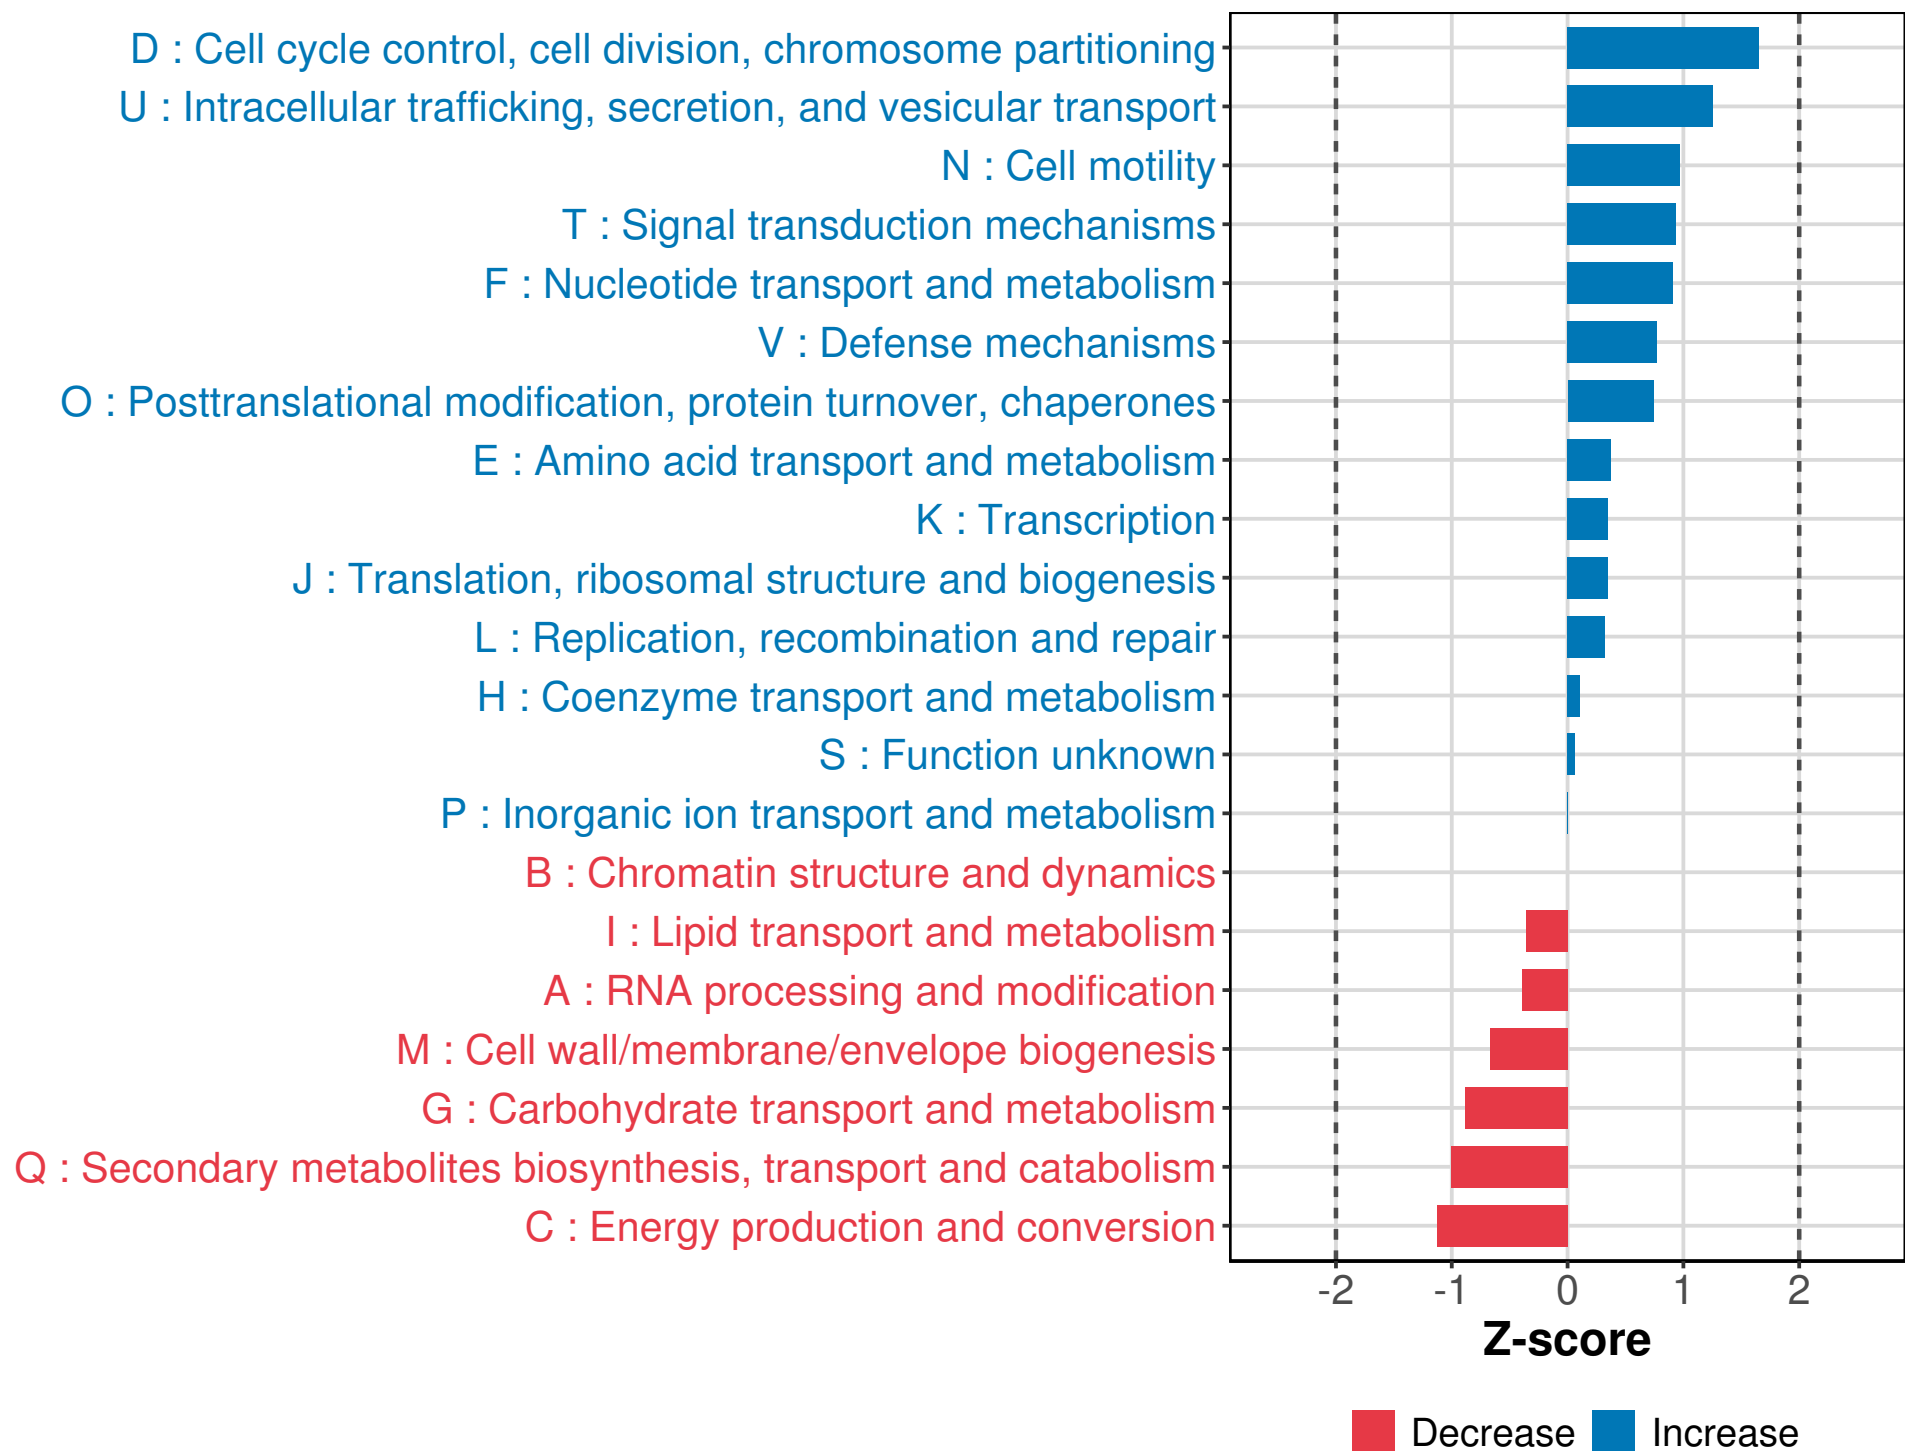 D : Cell cycle control, cell division, chromosome partitioning
U : Intracellular trafficking, secretion, and vesicular transport
N : Cell motility
T : Signal transduction mechanisms
F : Nucleotide transport and metabolism
V : Defense mechanisms
O : Posttranslational modification, protein turnover, chaperones
E : Amino acid transport and metabolism
K : Transcription
J : Translation, ribosomal structure and biogenesis
L : Replication, recombination and repair
H : Coenzyme transport and metabolism
S : Function unknown
P : Inorganic ion transport and metabolism
B : Chromatin structure and dynamics
I : Lipid transport and metabolism
A : RNA processing and modification
M : Cell wall/membrane/envelope biogenesis
G : Carbohydrate transport and metabolism
Q : Secondary metabolites biosynthesis, transport and catabolism
C : Energy production and conversion
-2 -1 0 1 2
Z-score
Decrease Increase